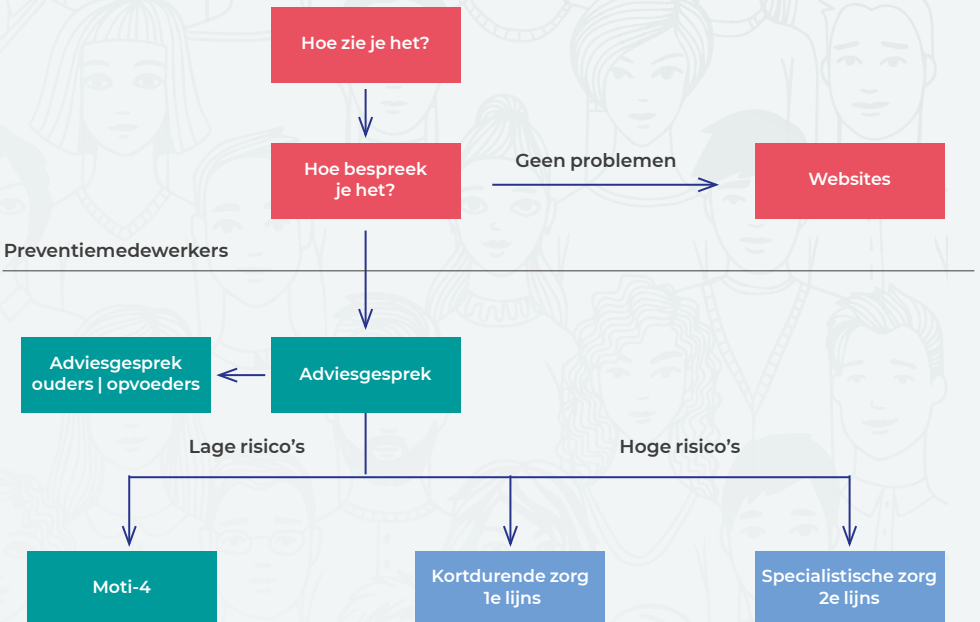 Hoe zie je het?
Hoe bespreek
je het?
Geen problemen
Websites
Preventiemedewerkers
Adviesgesprek
ouders | opvoeders
Adviesgesprek
Lage risico's
Hoge risico's
Moti-4
Kortdurende zorg
1e lijns
Specialistische zorg
2e lijns